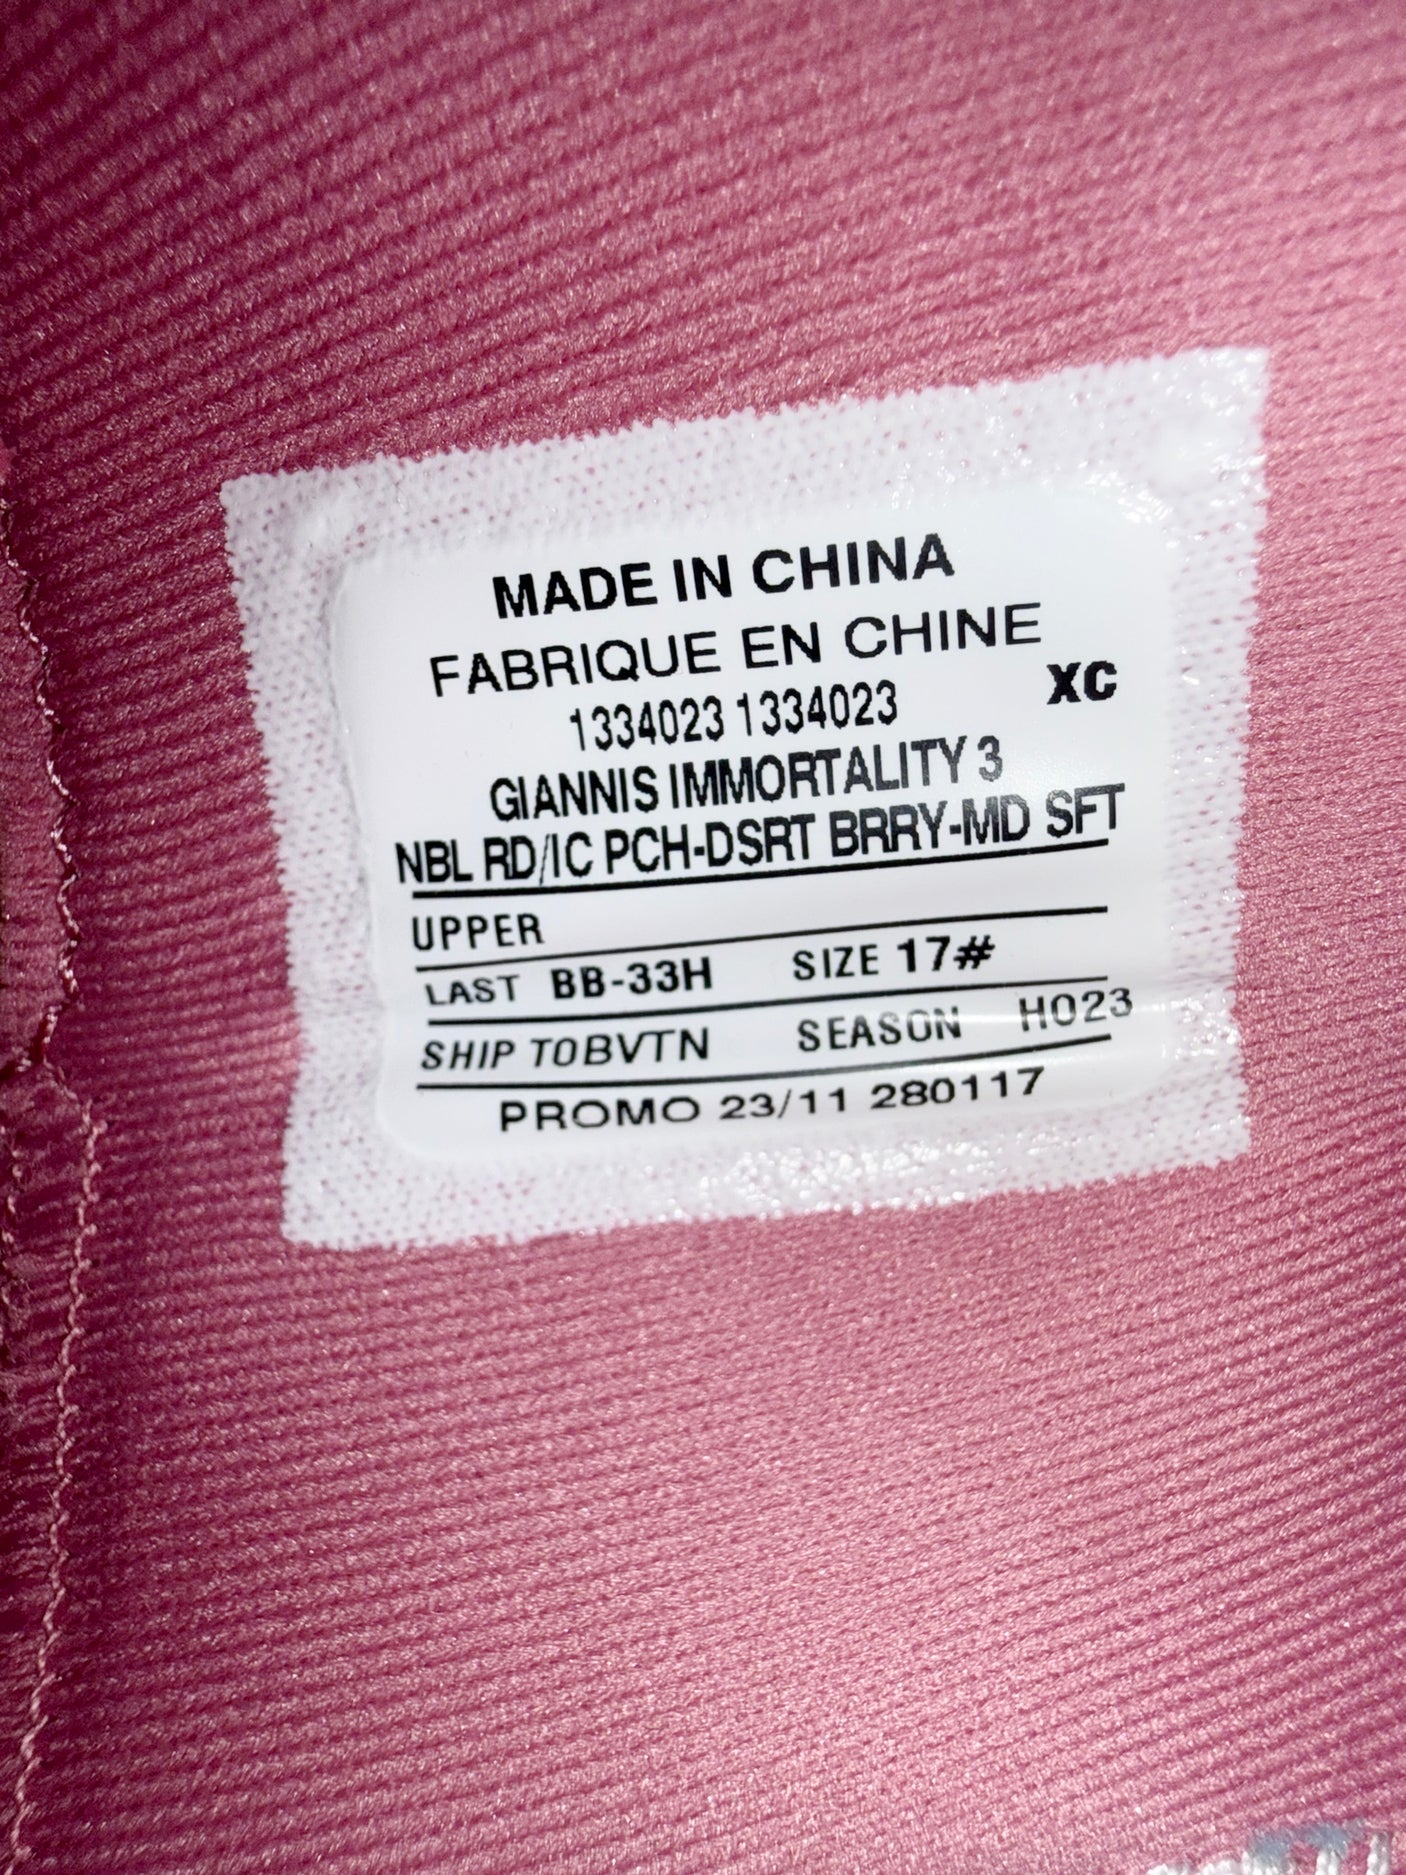 MADE IN CHINA
FABRIQUE EN CHINE
1334023 1334023 XC
GIANNIS IMMORTALITY 3
NBL RD/IC PCH-DSRT BRRY-MD SFT
UPPER
LAST BB-33H SIZE 17#
SHIP TOBVTN SEASON HO23
PROMO 23/11 280117